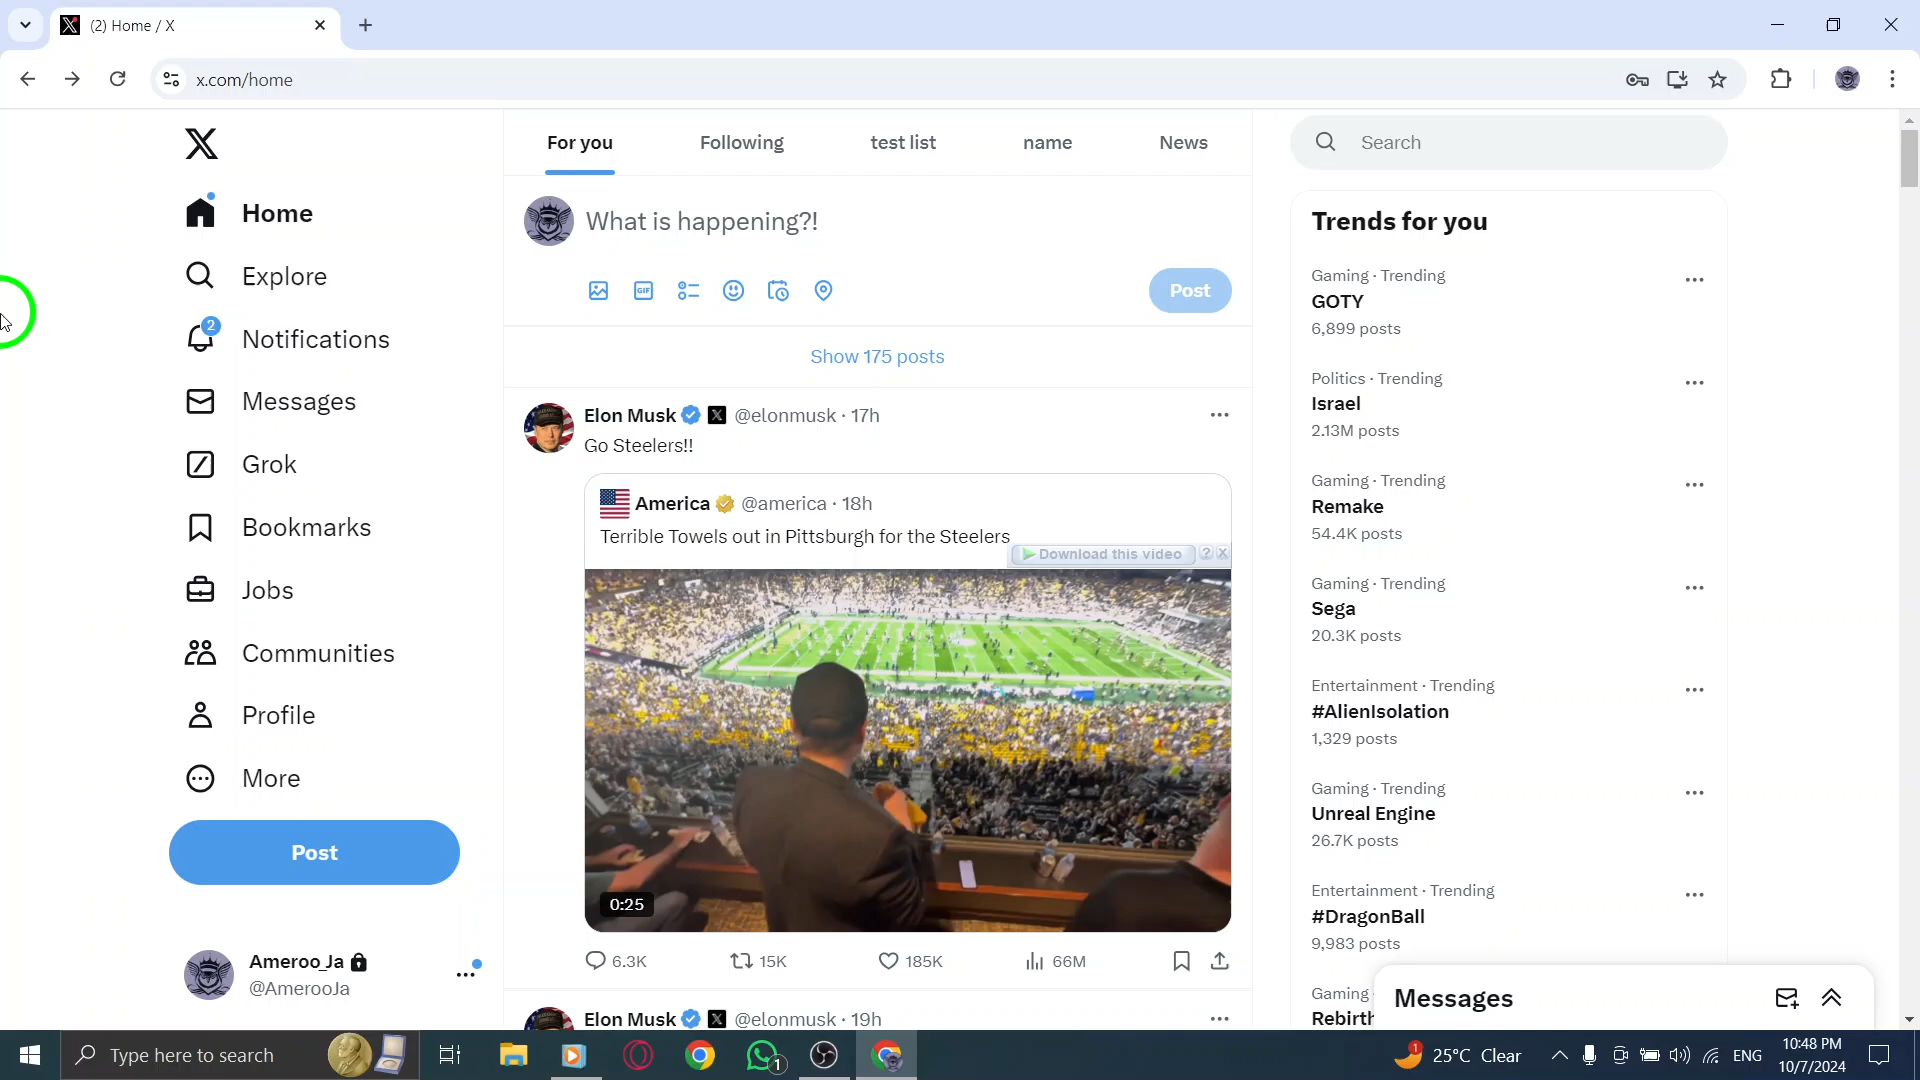 (2) Home / X
x.com/home
Home
Explore
2
Notifications
Messages
Grok
Bookmarks
Jobs
Communities
Profile
More
Post
Ameroo_Ja
@AmerooJa
For you
Following
test list
name
News
What is happening?!
GIF
Post
Show 175 posts
Elon Musk @elonmusk · 17h
Go Steelers!!
America @america · 18h
Terrible Towels out in Pittsburgh for the Steelers
Download this video ? X
0:25
6.3K
15K
185K
66M
Elon Musk @elonmusk · 19h
Search
Trends for you
Gaming · Trending
GOTY
6,899 posts
Politics · Trending
Israel
2.13M posts
Gaming · Trending
Remake
54.4K posts
Gaming · Trending
Sega
20.3K posts
Entertainment · Trending
#AlienIsolation
1,329 posts
Gaming · Trending
Unreal Engine
26.7K posts
Entertainment · Trending
#DragonBall
9,983 posts
Gaming
Rebirth
Messages
Type here to search
1
1
25°C Clear
ENG
10:48 PM
10/7/2024